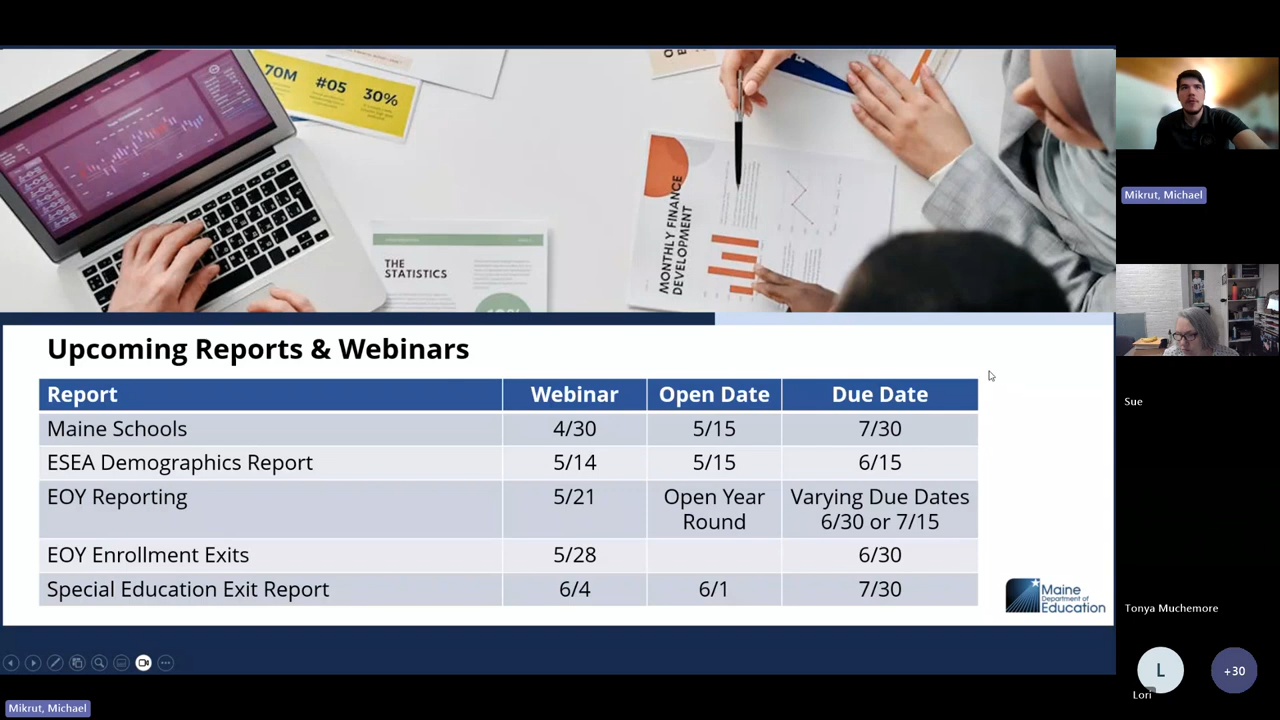 70M
#05
30%
THE
STATISTICS
MONTHLY FINANCE
DEVELOPMENT
Mikrut, Michael
Upcoming Reports & Webinars
Report Webinar Open Date Due Date
Maine Schools 4/30 5/15 7/30
ESEA Demographics Report 5/14 5/15 6/15
EOY Reporting 5/21 Open Year Round Varying Due Dates 6/30 or 7/15
EOY Enrollment Exits 5/28 6/30
Special Education Exit Report 6/4 6/1 7/30
Maine
Department of
Education
Sue
Tonya Muchemore
L
Lori
+30
Mikrut, Michael